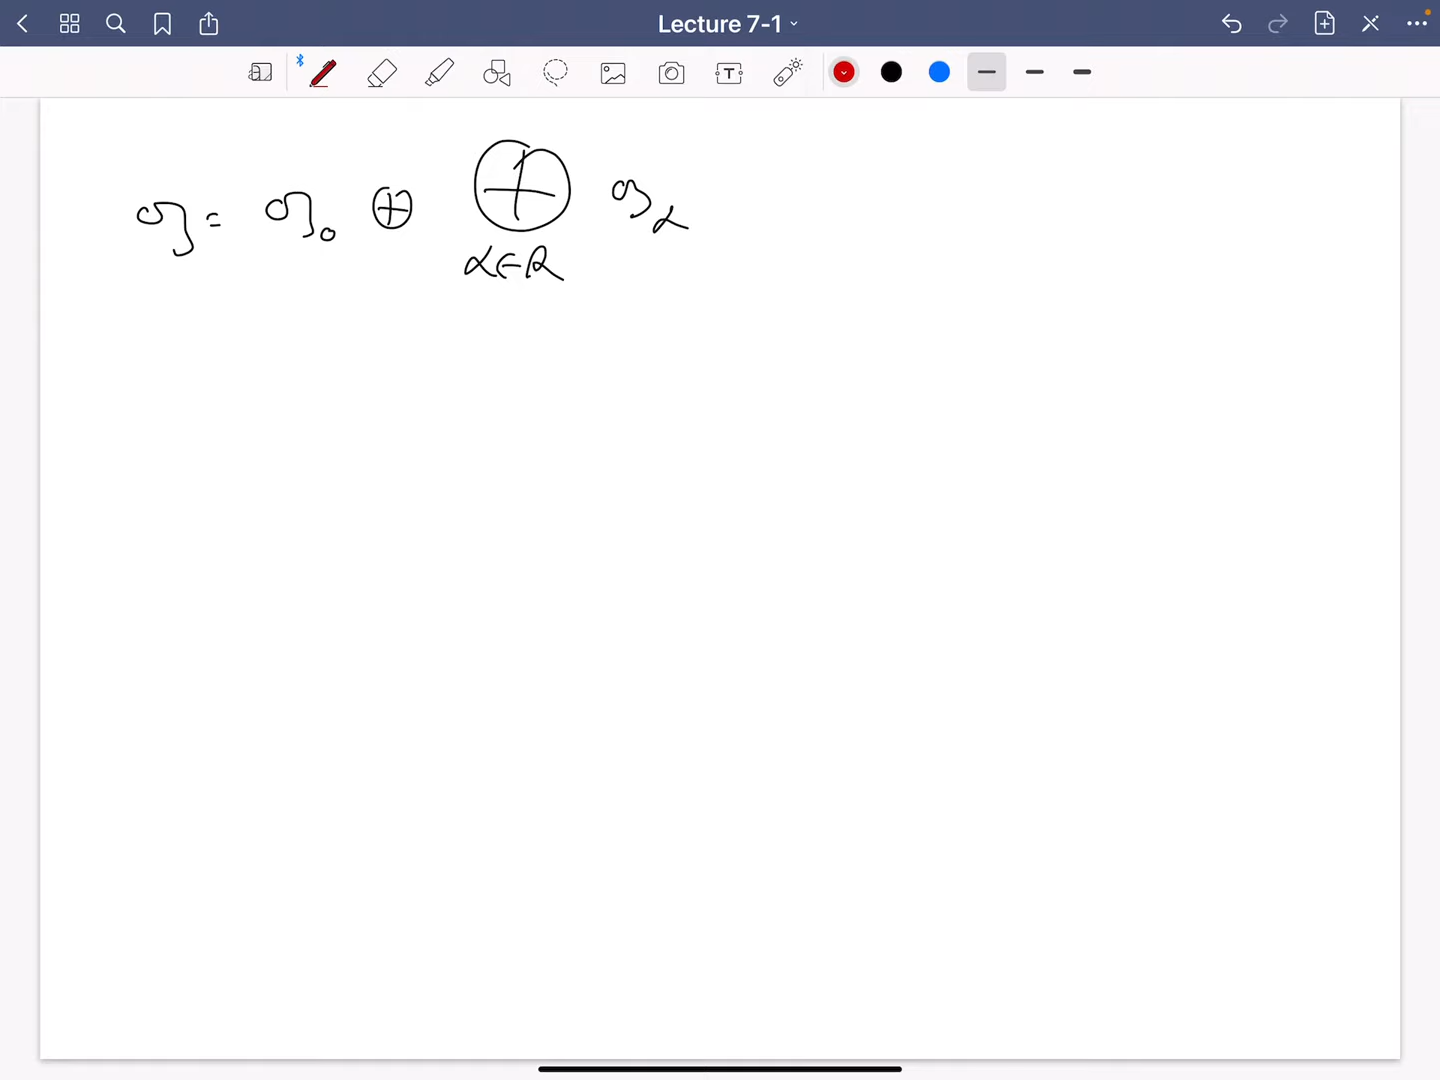 Lecture 7-1
T
𝔤 = 𝔤₀ ⊕ ⨁ 𝔤_α
α∈R